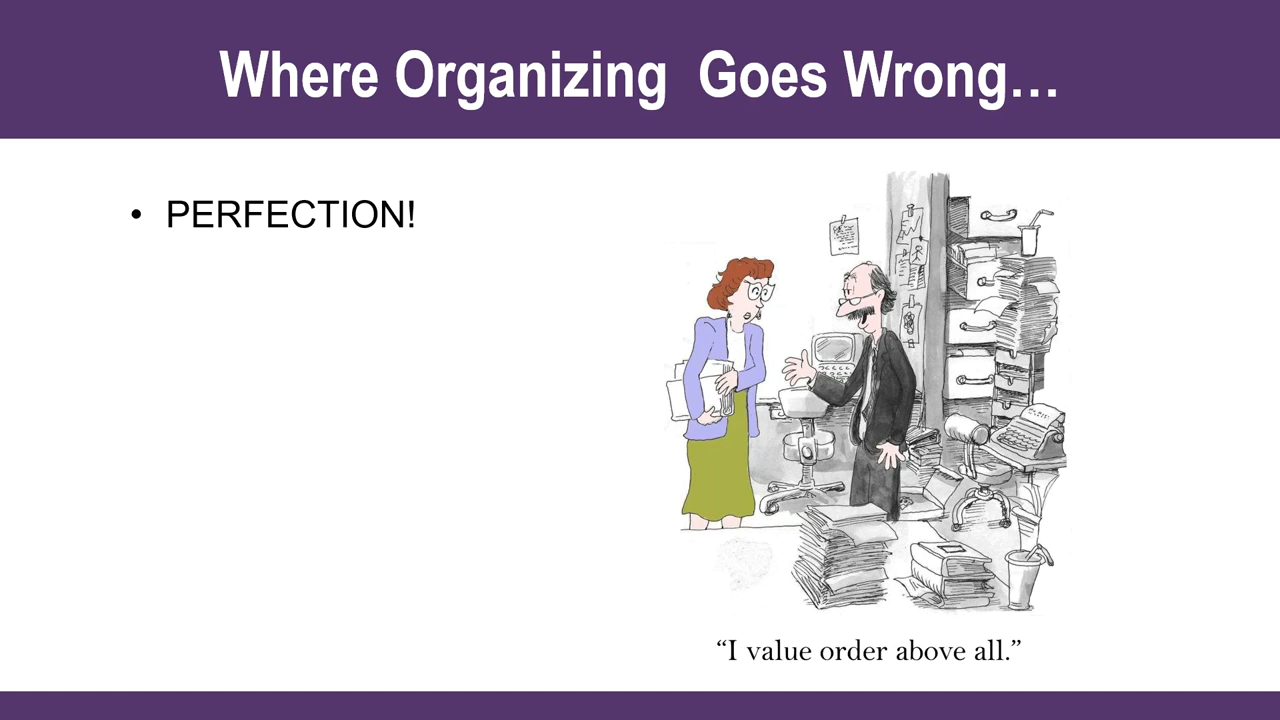 Where Organizing  Goes Wrong…
• PERFECTION!
“I value order above all.”